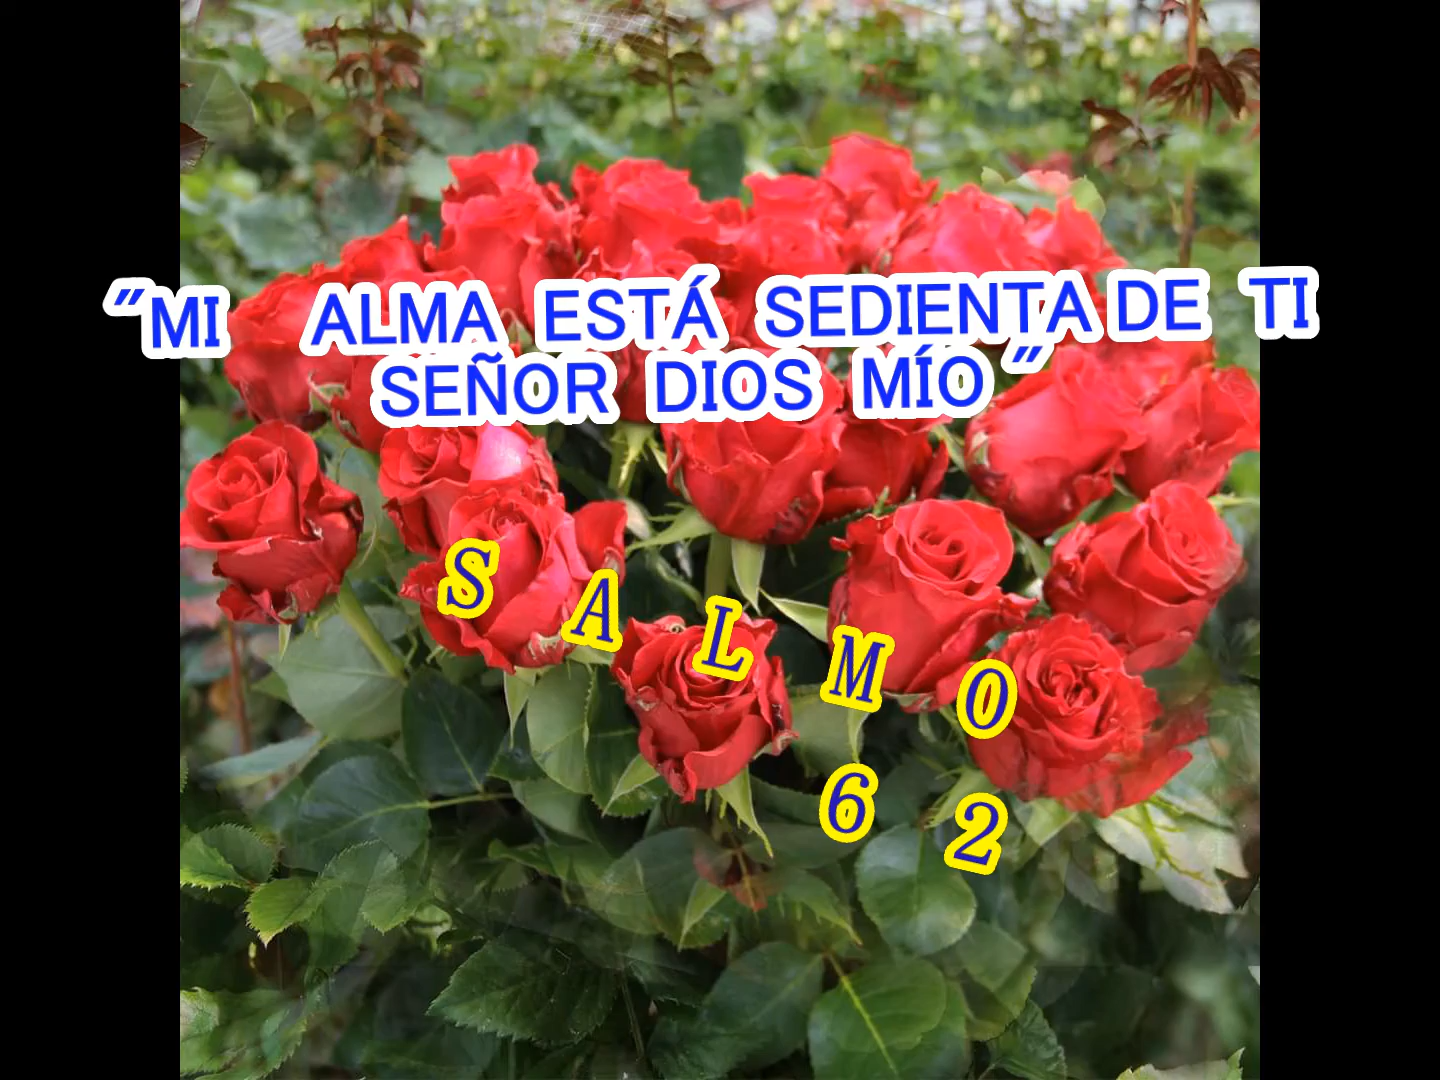 "MI ALMA ESTÁ SEDIENTA DE TI
SEÑOR DIOS MÍO"
SALMO
62